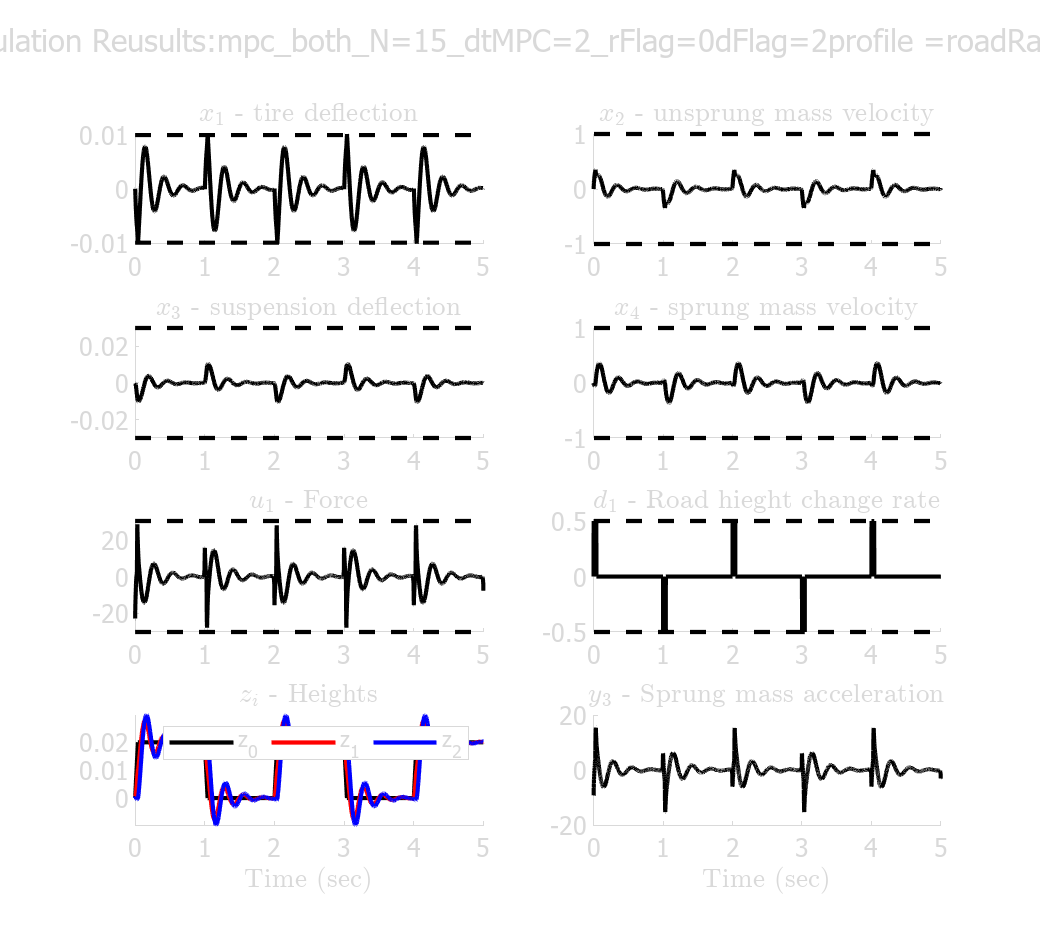 ulation Reusults:mpc_both_N=15_dtMPC=2_rFlag=0dFlag=2profile =roadRa
x₁ - tire deflection
0.01
0
-0.01
0 1 2 3 4 5
x₂ - unsprung mass velocity
1
0
-1
0 1 2 3 4 5
x₃ - suspension deflection
0.02
0
-0.02
0 1 2 3 4 5
x₄ - sprung mass velocity
1
0
-1
0 1 2 3 4 5
u₁ - Force
20
0
-20
0 1 2 3 4 5
d₁ - Road hieght change rate
0.5
0
-0.5
0 1 2 3 4 5
zᵢ - Heights
0.02
0.01
0
z₀ z₁ z₂
0 1 2 3 4 5
Time (sec)
y₃ - Sprung mass acceleration
20
0
-20
0 1 2 3 4 5
Time (sec)